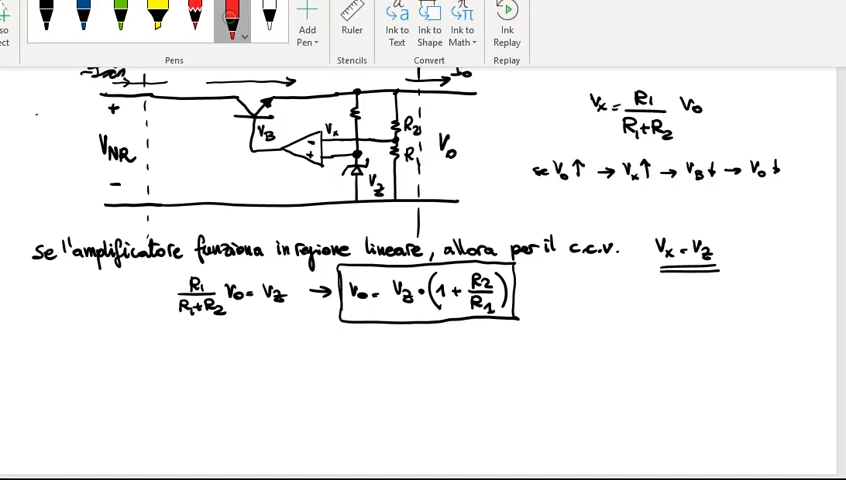 Add
Pen
Ruler
Ink to
Text
Ink to
Shape
Ink to
Math
Ink
Replay
Pens
Stencils
Convert
Replay
+
VNR
-
VB
Vx
-
+
R2
R1
VZ
Vo
Vx = R1/(R1+R2) Vo
se Vo↑ → Vx↑ → VB↓ → Vo↓
Se l'amplificatore funziona in regione lineare, allora per il c.c.v. Vx = VZ
R1/(R1+R2) Vo = VZ → Vo = VZ • (1 + R2/R1)